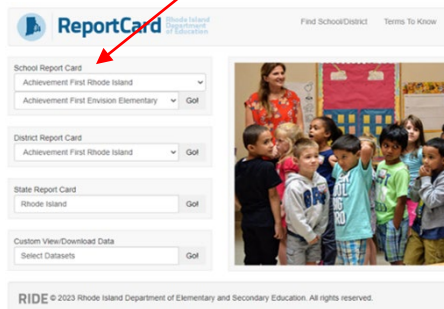 ReportCard Rhode Island
Department
of Education
Find School/District Terms To Know
School Report Card
Achievement First Rhode Island
Achievement First Envision Elementary Go!
District Report Card
Achievement First Rhode Island Go!
State Report Card
Rhode Island Go!
Custom View/Download Data
Select Datasets Go!
RIDE © 2023 Rhode Island Department of Elementary and Secondary Education. All rights reserved.